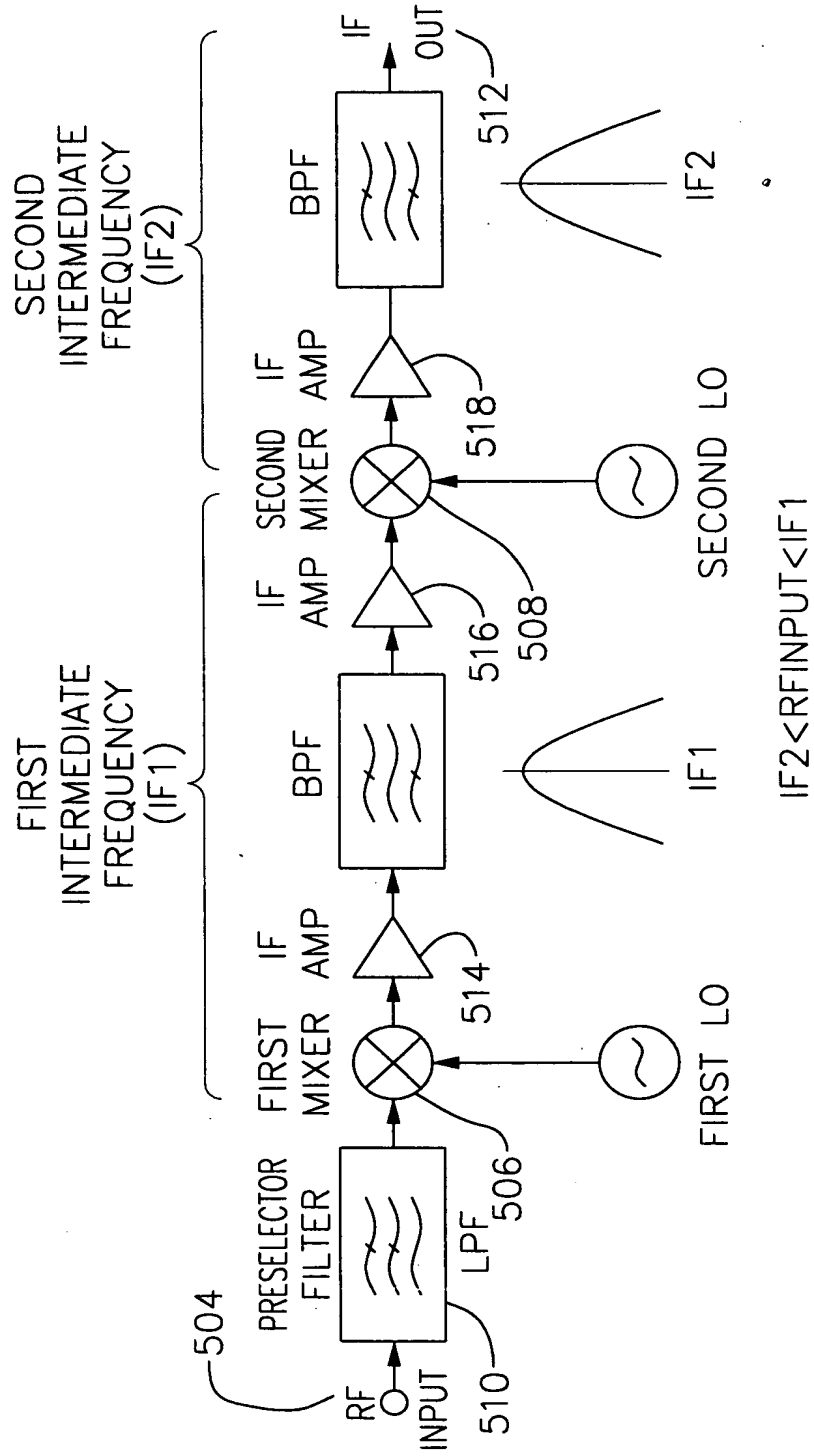 FIRST
INTERMEDIATE
FREQUENCY
(IF1)
SECOND
INTERMEDIATE
FREQUENCY
(IF2)
504
RF
INPUT
PRESELECTOR
FILTER
LPF
510
FIRST
MIXER
506
IF
AMP
514
BPF
IF
AMP
516
SECOND
MIXER
508
IF
AMP
518
BPF
IF
OUT
512
FIRST LO
IF1
SECOND LO
IF2
IF2<RFINPUT<IF1